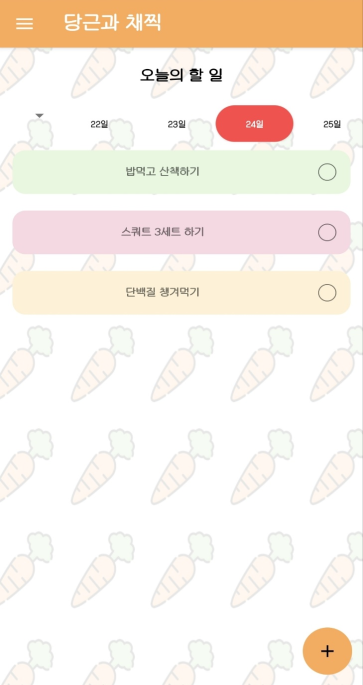 당근과 채찍
오늘의 할 일
22일 23일 24일 25일
밥먹고 산책하기
스쿼트 3세트 하기
단백질 챙겨먹기